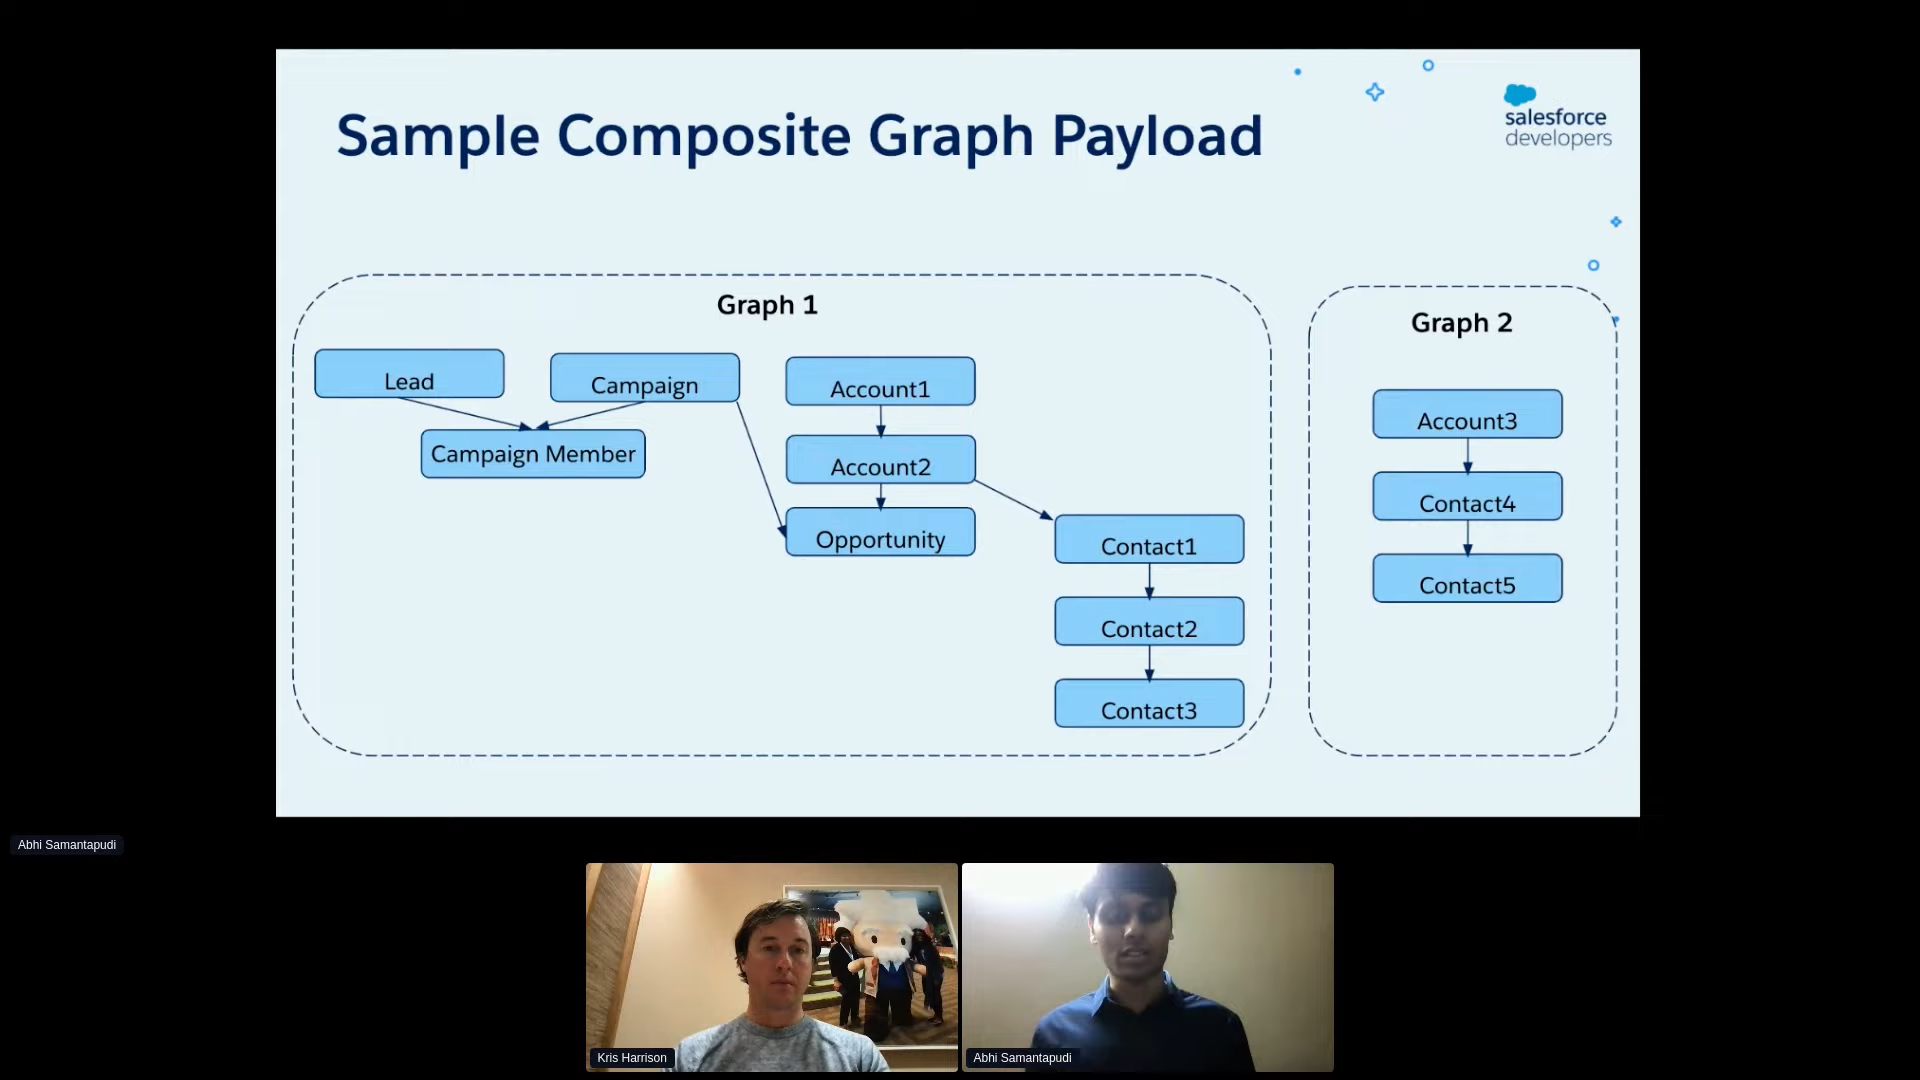 Sample Composite Graph Payload
salesforce
developers
Graph 1
Graph 2
Lead
Campaign
Account1
Account3
Campaign Member
Account2
Contact4
Opportunity
Contact1
Contact5
Contact2
Contact3
Abhi Samantapudi
Kris Harrison
Abhi Samantapudi